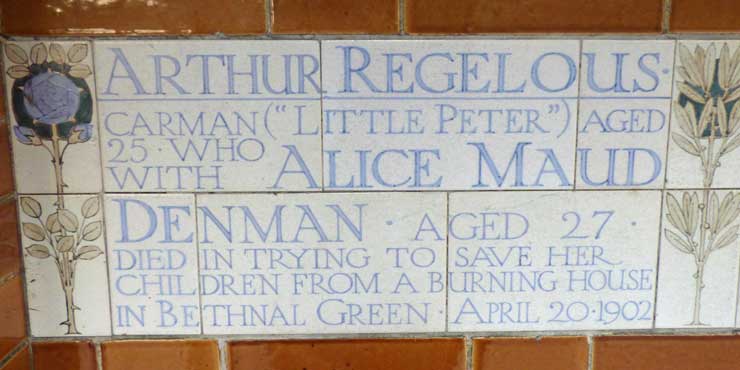 ARTHUR REGELOUS·
CARMAN ("LITTLE PETER") AGED
25 · WHO
WITH ALICE MAUD
DENMAN · AGED 27 ·
DIED IN TRYING TO SAVE HER
CHILDREN FROM A BURNING HOUSE
IN BETHNAL GREEN · APRIL 20·1902